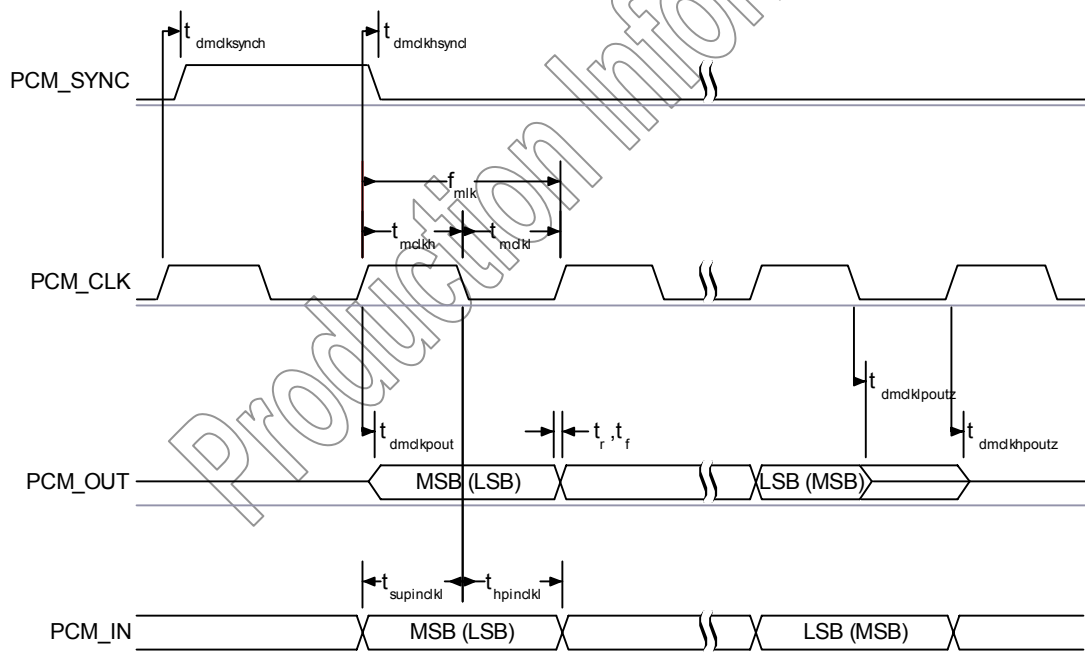 t dmclksynch
t dmclkhsyncl
PCM_SYNC
f mlk
t mclkh
t mclkl
PCM_CLK
t dmclklpoutz
t dmclkpout
t r ,t f
t dmclkhpoutz
PCM_OUT
MSB (LSB)
LSB (MSB)
t supinclkl
t hpinclkl
PCM_IN
MSB (LSB)
LSB (MSB)
Production Infor